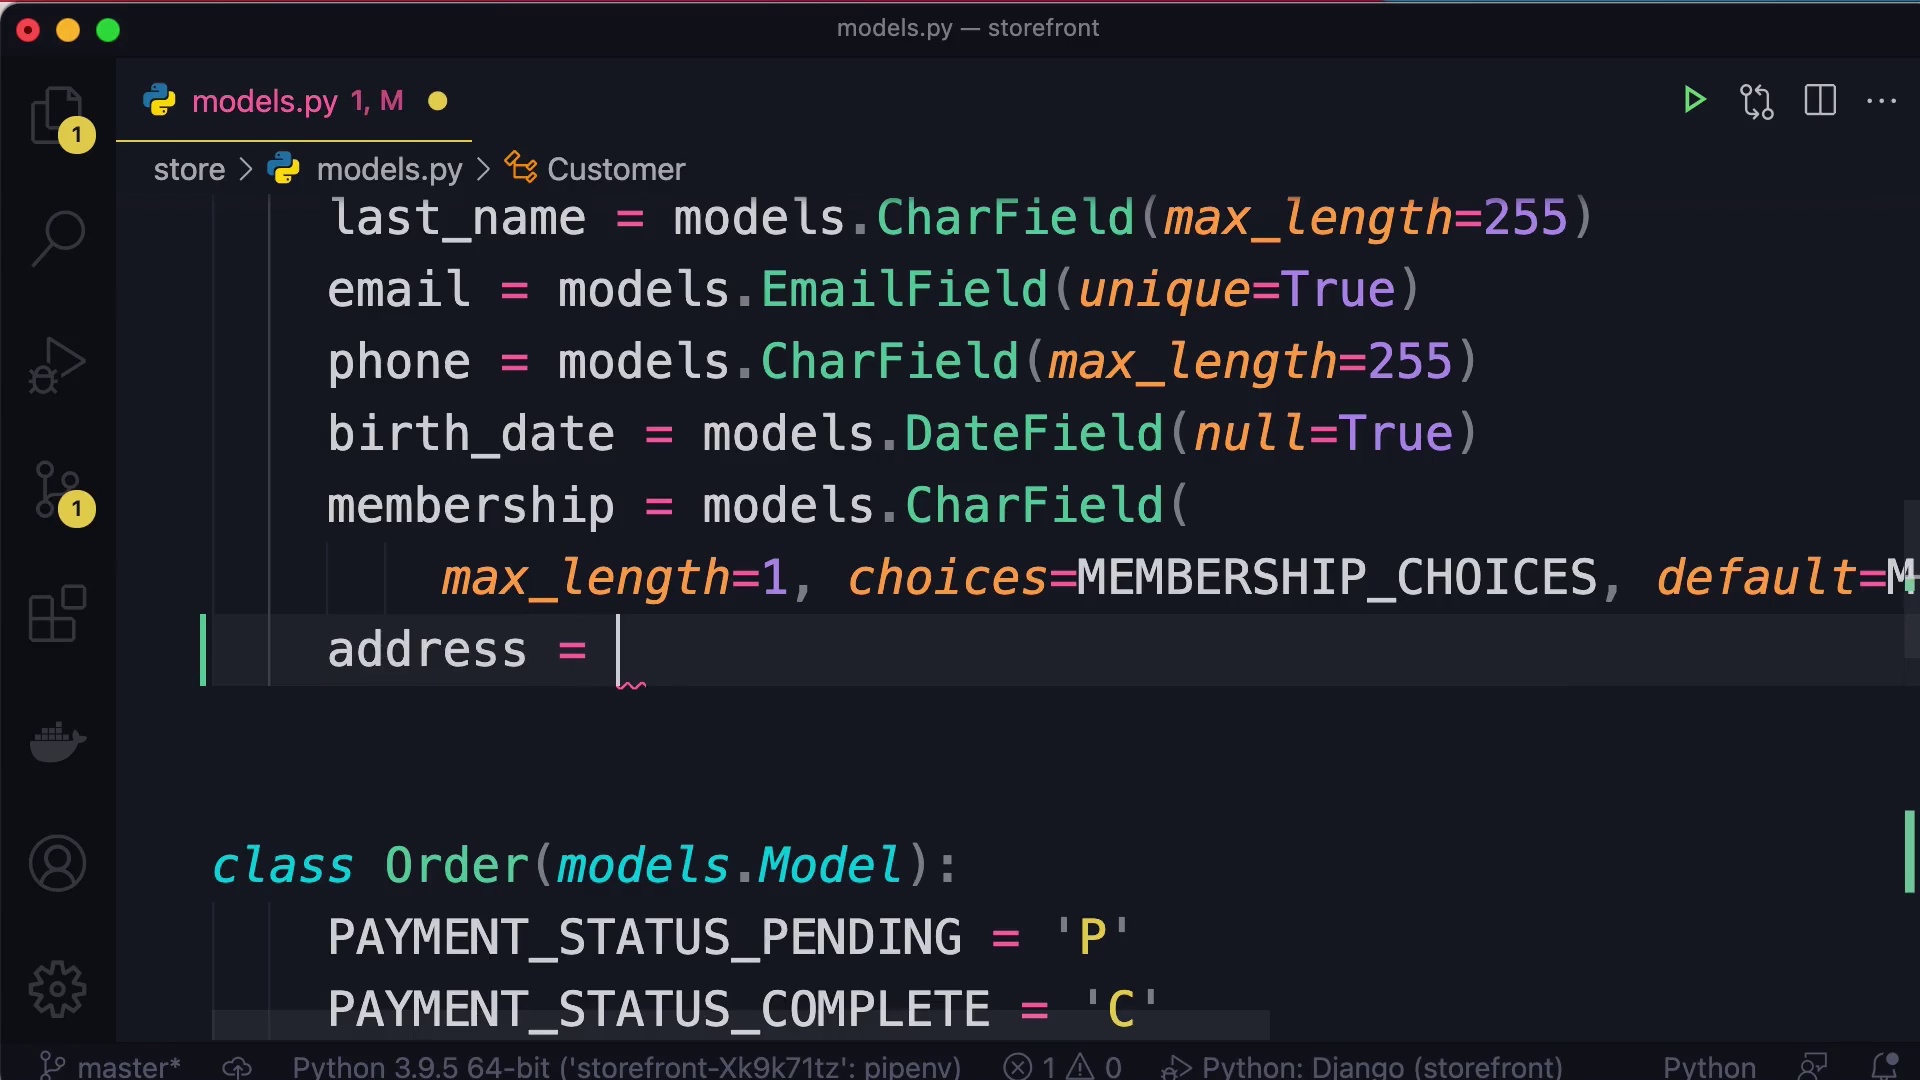 models.py — storefront
models.py 1, M
1
store > models.py > Customer
last_name = models.CharField(max_length=255)
email = models.EmailField(unique=True)
phone = models.CharField(max_length=255)
birth_date = models.DateField(null=True)
membership = models.CharField(
1
max_length=1, choices=MEMBERSHIP_CHOICES, default=M
address =
class Order(models.Model):
PAYMENT_STATUS_PENDING = 'P'
PAYMENT_STATUS_COMPLETE = 'C'
master* Python 3.9.5 64-bit ('storefront-Xk9k71tz': pipenv) 1 0 Python: Django (storefront) Python